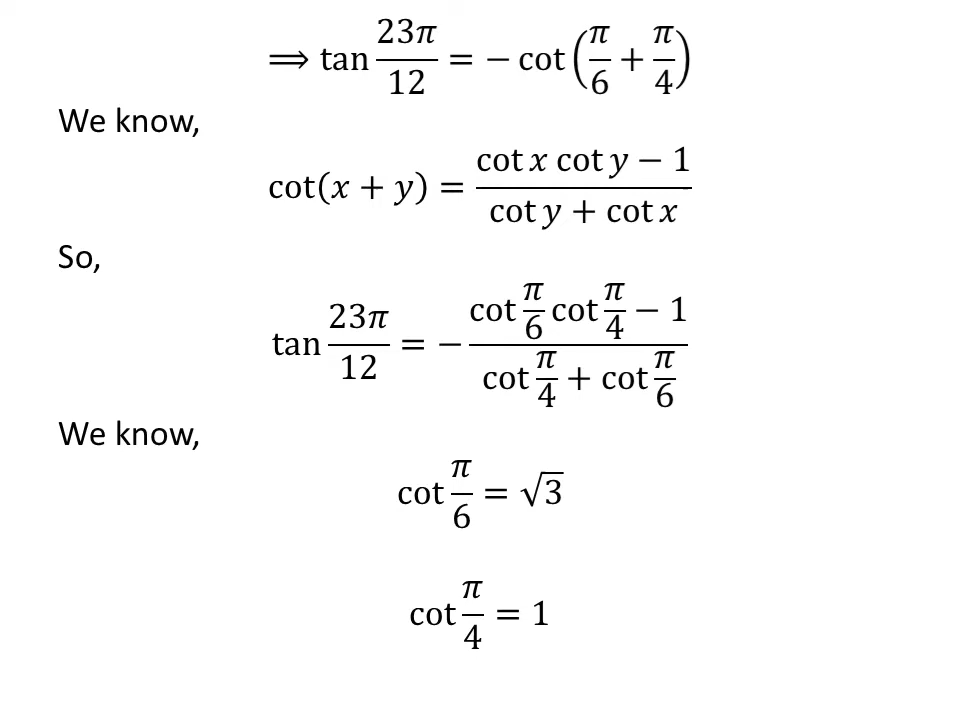 ⟹ tan 23π/12 = − cot (π/6 + π/4)
We know,
cot(x + y) = (cot x cot y − 1)/(cot y + cot x)
So,
tan 23π/12 = − (cot π/6 cot π/4 − 1)/(cot π/4 + cot π/6)
We know,
cot π/6 = √3
cot π/4 = 1